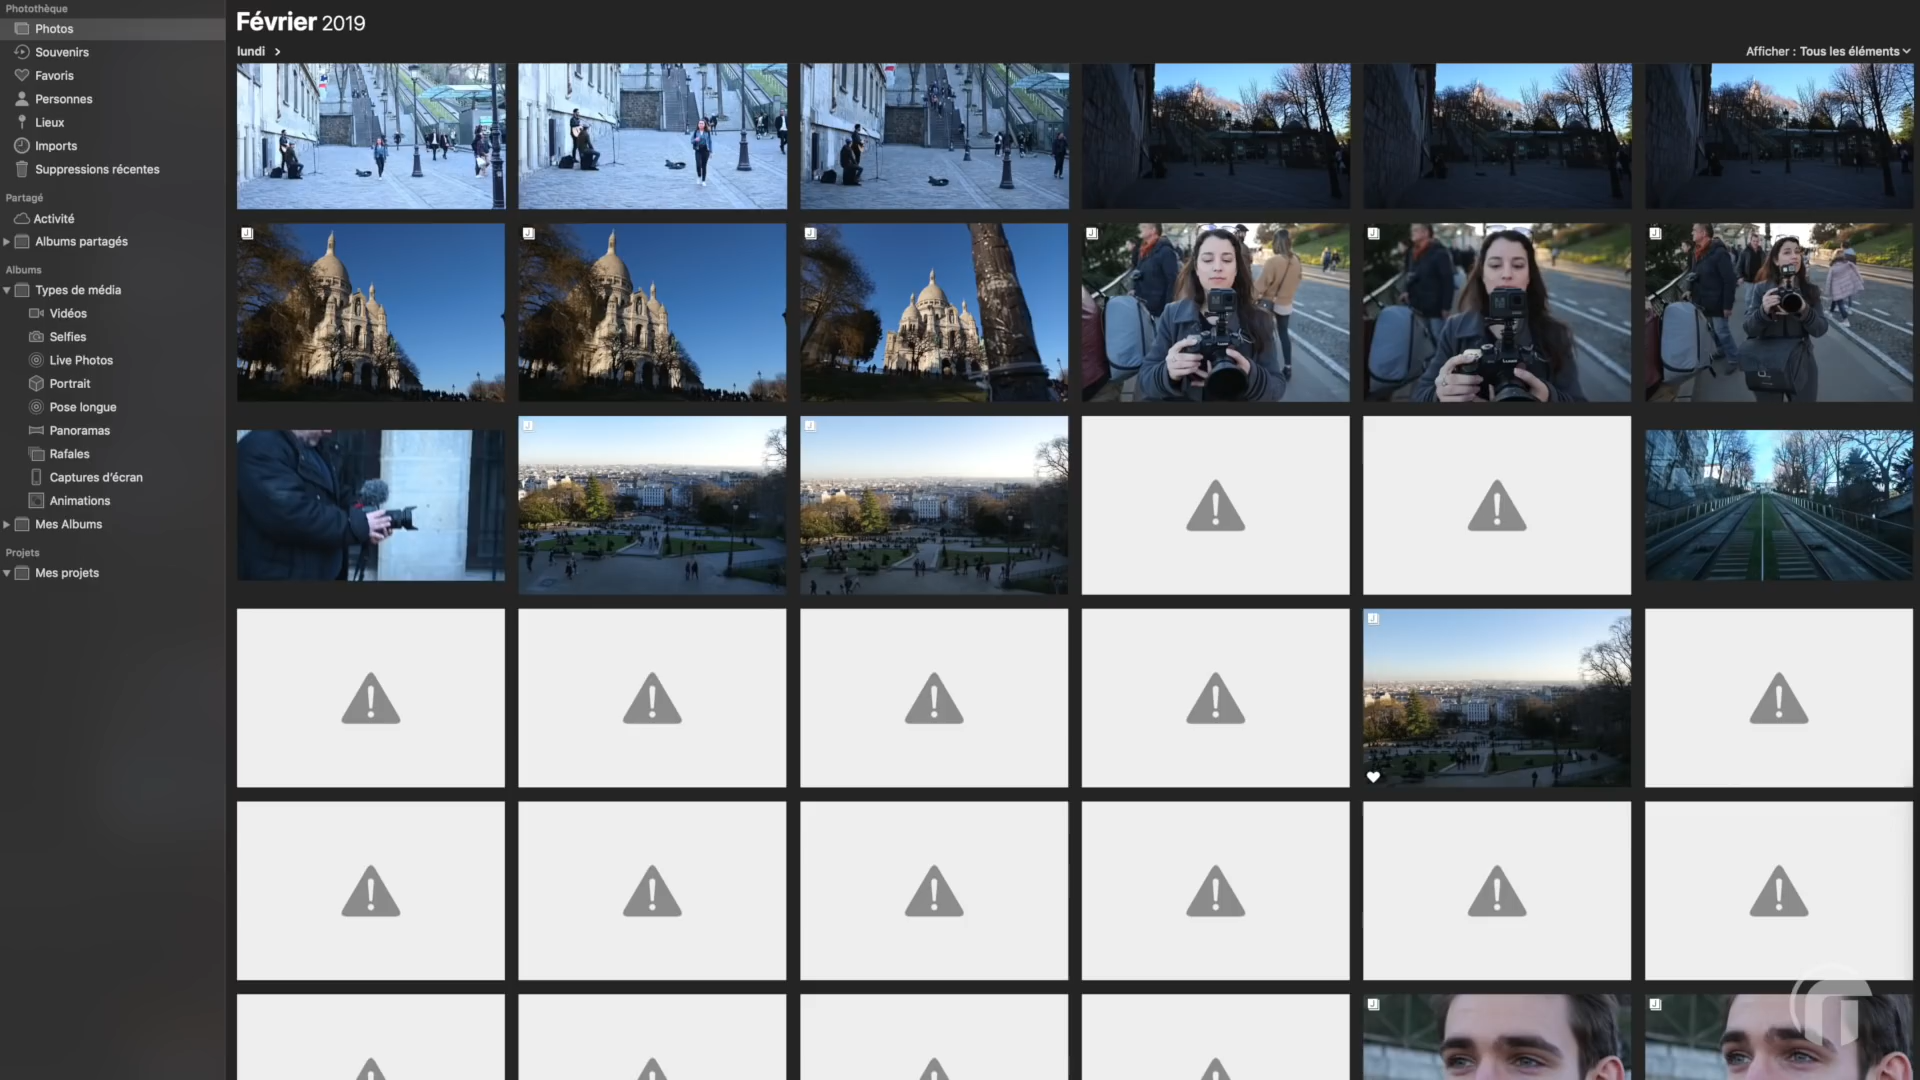 Photothèque
Photos
Souvenirs
Favoris
Personnes
Lieux
Imports
Suppressions récentes
Partagé
Activité
Albums partagés
Albums
Types de média
Vidéos
Selfies
Live Photos
Portrait
Pose longue
Panoramas
Rafales
Captures d'écran
Animations
Mes Albums
Projets
Mes projets
Février 2019
lundi
Afficher : Tous les éléments